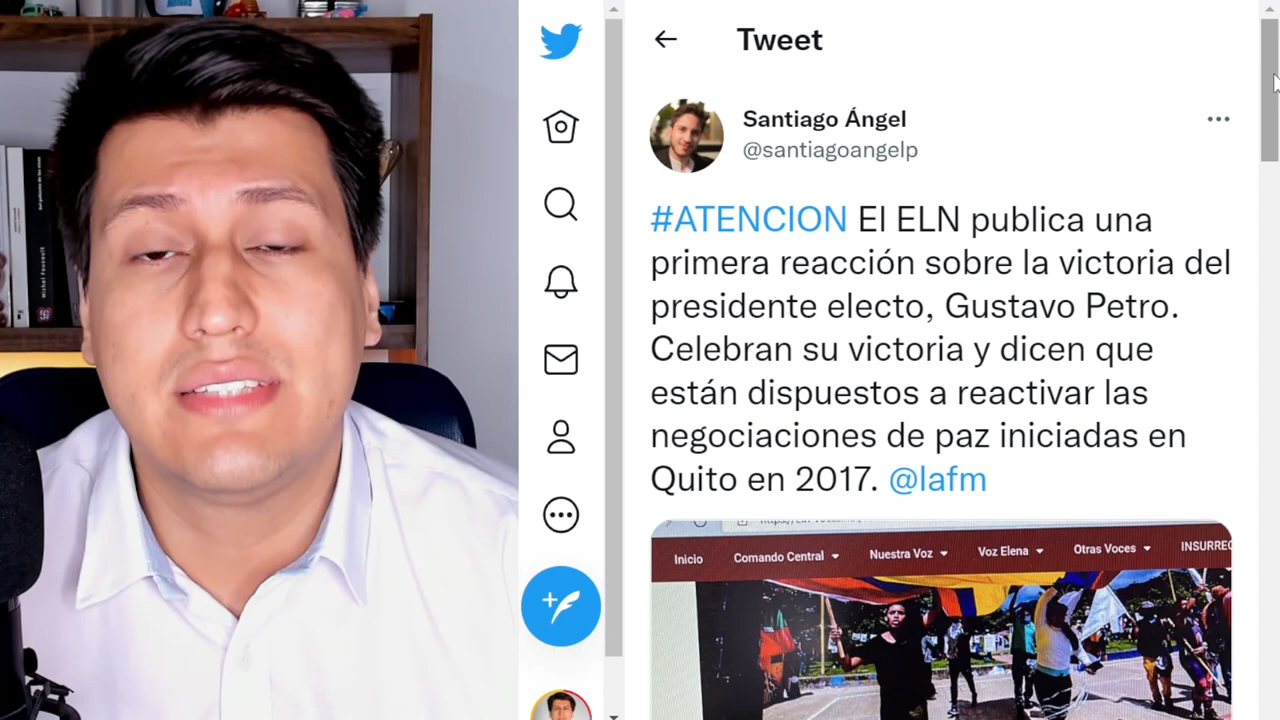 Michel Foucault
Tweet
Santiago Ángel
@santiagoangelp
#ATENCION El ELN publica una
primera reacción sobre la victoria del
presidente electo, Gustavo Petro.
Celebran su victoria y dicen que
están dispuestos a reactivar las
negociaciones de paz iniciadas en
Quito en 2017. @lafm
Inicio Comando Central Nuestra Voz Voz Elena Otras Voces INSURREC